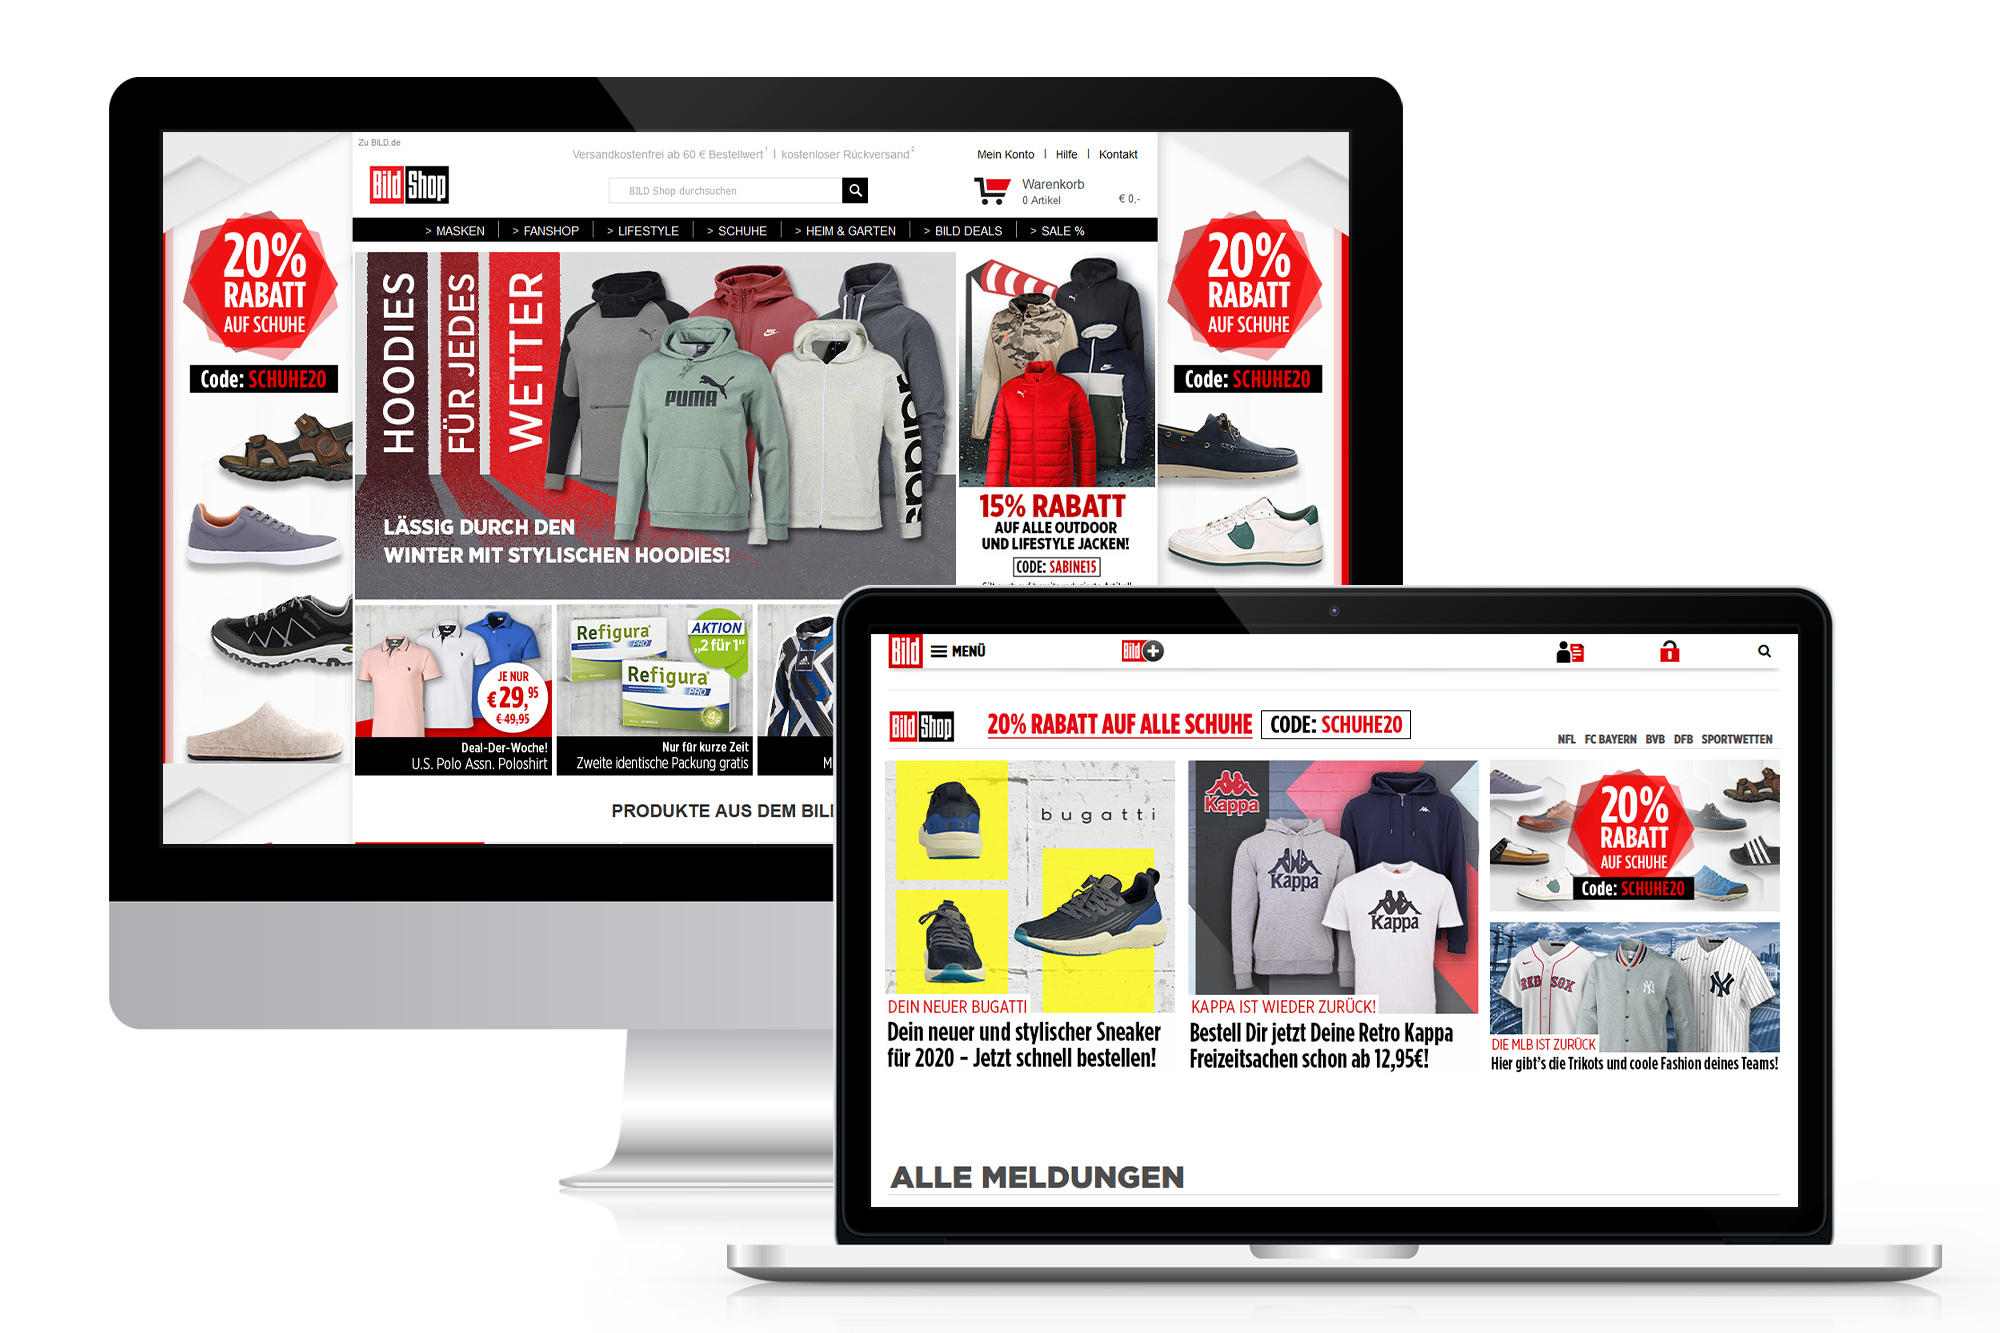 Zu BILD.de
Versandkostenfrei ab 60 € Bestellwert¹ | kostenloser Rückversand²
Mein Konto | Hilfe | Kontakt
Bild Shop
BILD Shop durchsuchen
Warenkorb
0 Artikel
€ 0,-
> MASKEN > FANSHOP > LIFESTYLE > SCHUHE > HEIM & GARTEN > BILD DEALS > SALE %
20%
RABATT
AUF SCHUHE
Code: SCHUHE20
HOODIES
FÜR JEDES
WETTER
PUMA
adidas
LÄSSIG DURCH DEN
WINTER MIT STYLISCHEN HOODIES!
15% RABATT
AUF ALLE OUTDOOR
UND LIFESTYLE JACKEN!
CODE: SABINE15
20%
RABATT
AUF SCHUHE
Code: SCHUHE20
JE NUR
€ 29,95
€ 49,95
Deal-Der-Woche!
U.S. Polo Assn. Poloshirt
Refigura®
PRO
Refigura®
PRO
AKTION
„2 für 1“
Nur für kurze Zeit
Zweite identische Packung gratis
M
PRODUKTE AUS DEM BIL
Bild
MENÜ
Bild+
Bild Shop
20% RABATT AUF ALLE SCHUHE
CODE: SCHUHE20
NFL FC BAYERN BVB DFB SPORTWETTEN
bugatti
DEIN NEUER BUGATTI
Dein neuer und stylischer Sneaker
für 2020 – Jetzt schnell bestellen!
Kappa
Kappa
Kappa
KAPPA IST WIEDER ZURÜCK!
Bestell Dir jetzt Deine Retro Kappa
Freizeitsachen schon ab 12,95€!
20%
RABATT
AUF SCHUHE
Code: SCHUHE20
RED SOX
NY
NY
DIE MLB IST ZURÜCK
Hier gibt's die Trikots und coole Fashion deines Teams!
ALLE MELDUNGEN